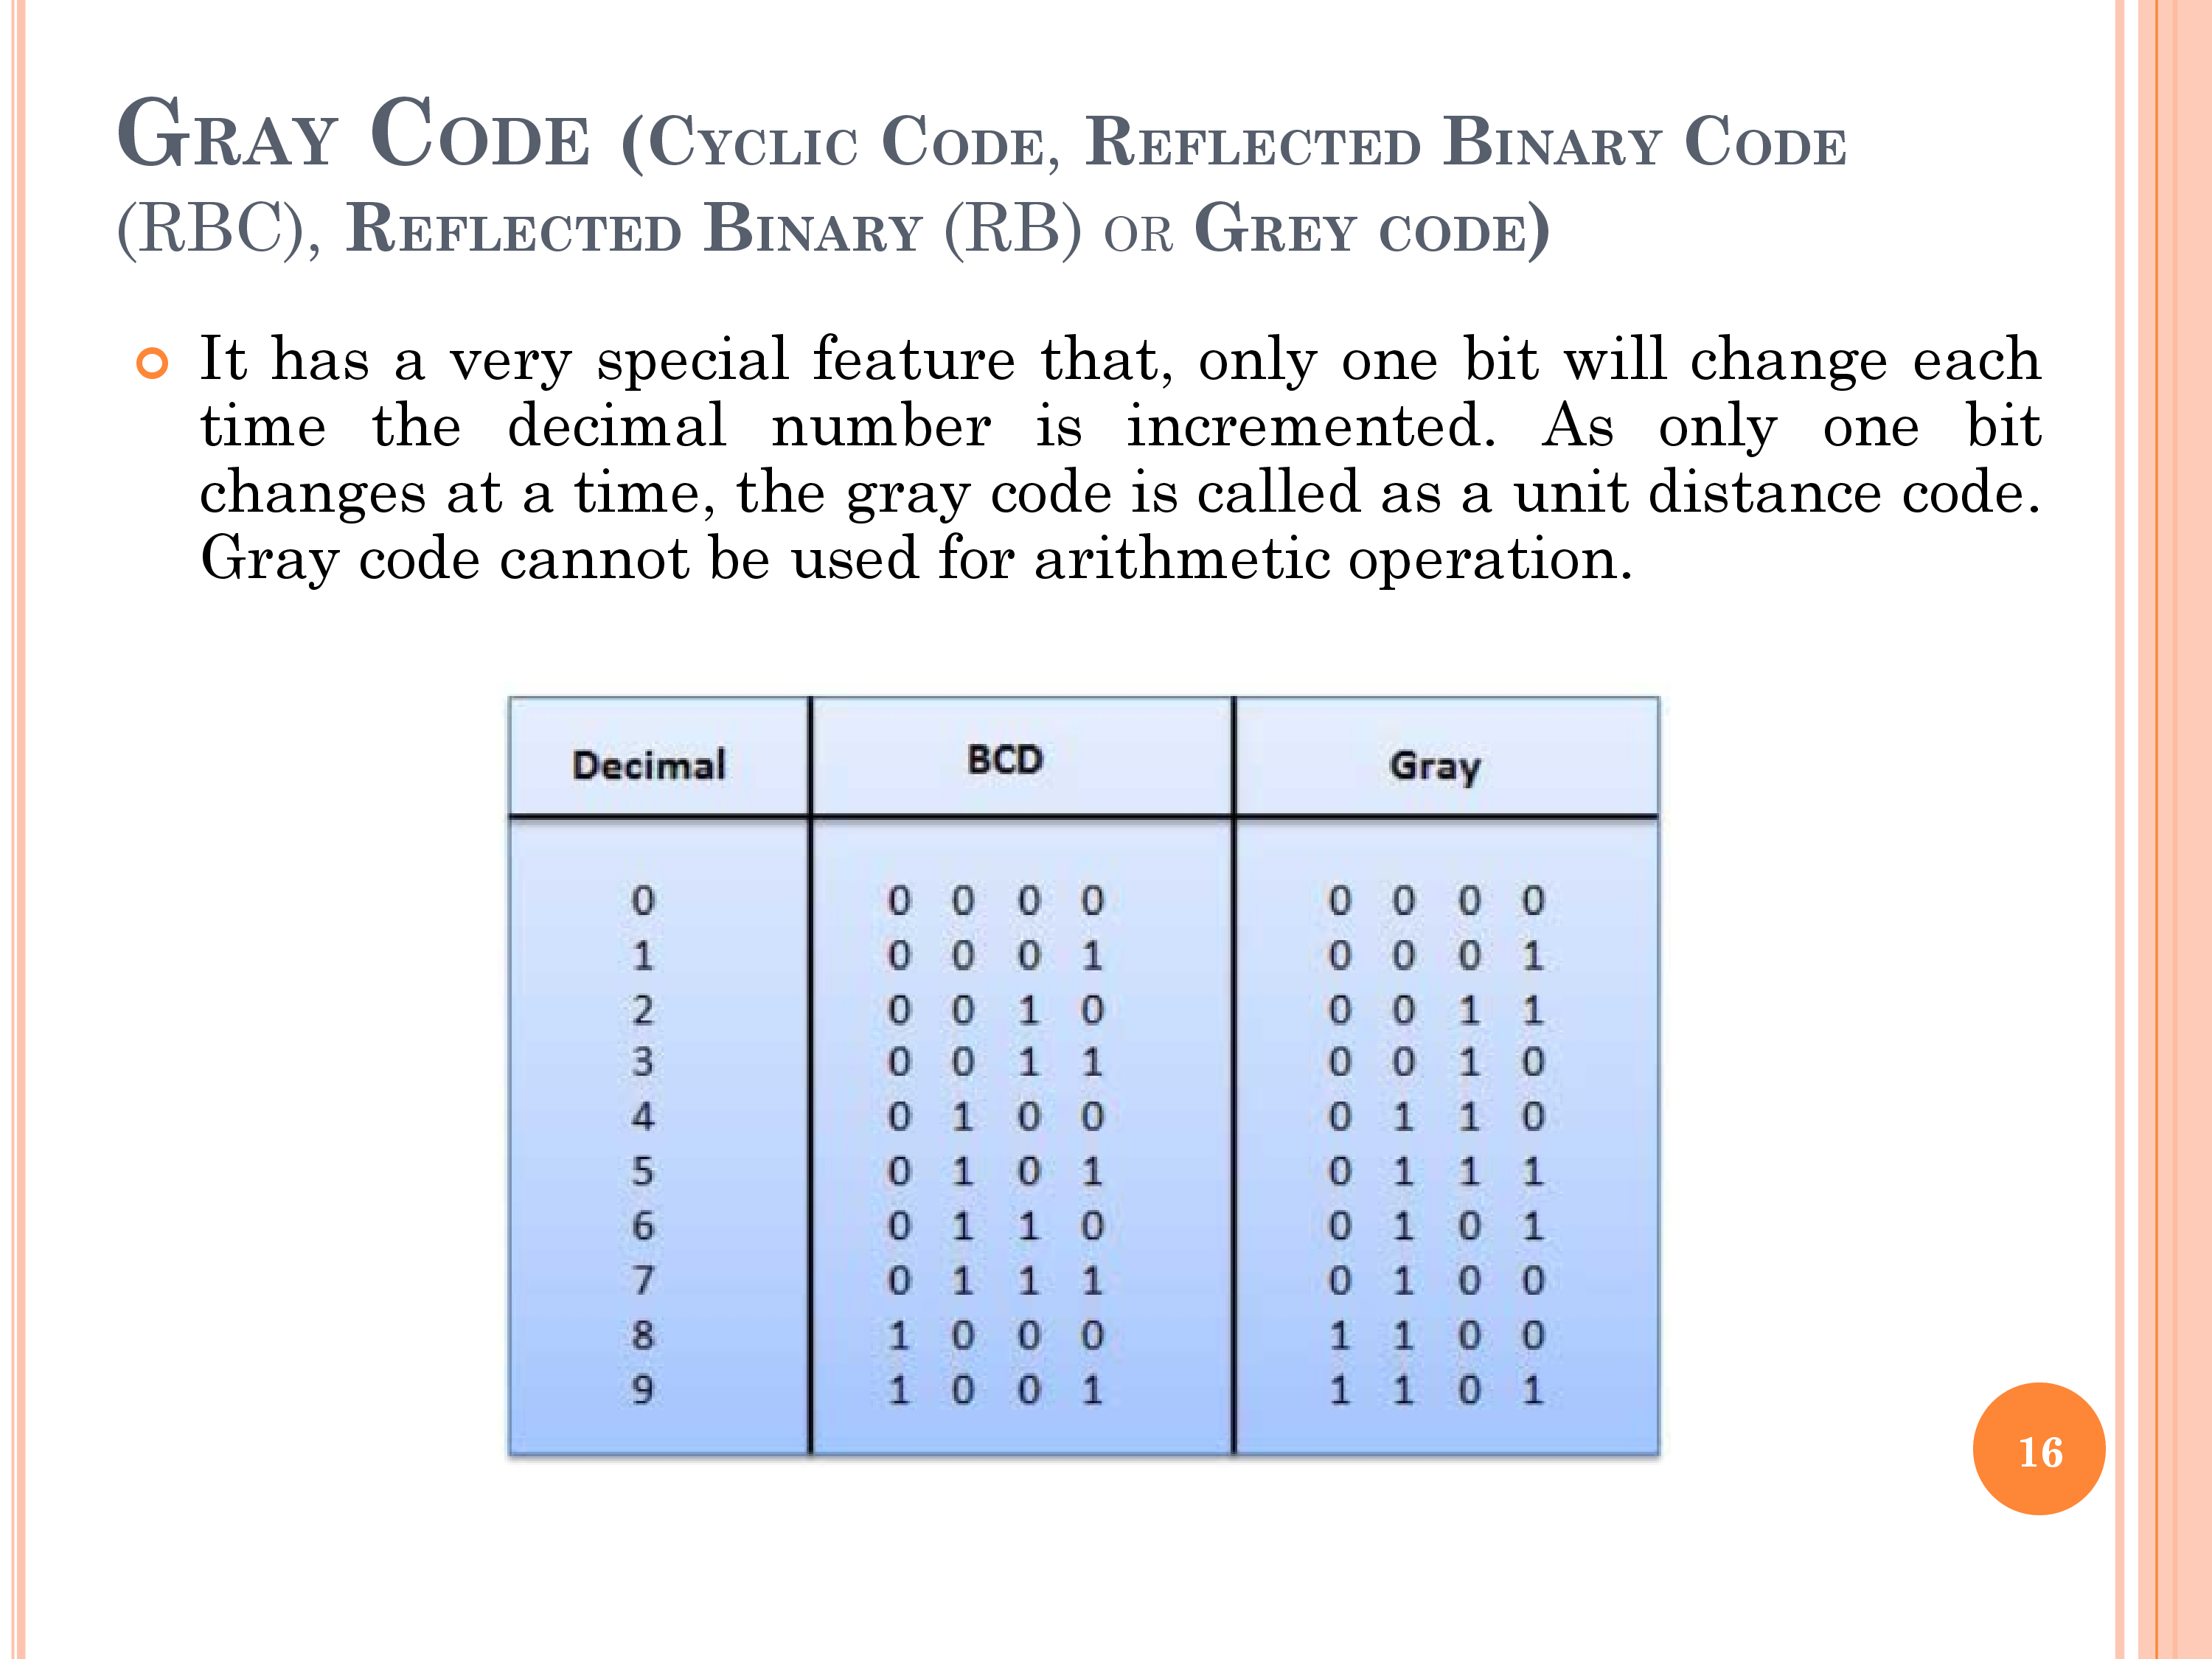 GRAY CODE (CYCLIC CODE, REFLECTED BINARY CODE
(RBC), REFLECTED BINARY (RB) OR GREY CODE)
It has a very special feature that, only one bit will change each
time the decimal number is incremented. As only one bit
changes at a time, the gray code is called as a unit distance code.
Gray code cannot be used for arithmetic operation.
Decimal BCD Gray
0 0 0 0 0 0 0 0 0
1 0 0 0 1 0 0 0 1
2 0 0 1 0 0 0 1 1
3 0 0 1 1 0 0 1 0
4 0 1 0 0 0 1 1 0
5 0 1 0 1 0 1 1 1
6 0 1 1 0 0 1 0 1
7 0 1 1 1 0 1 0 0
8 1 0 0 0 1 1 0 0
9 1 0 0 1 1 1 0 1
16